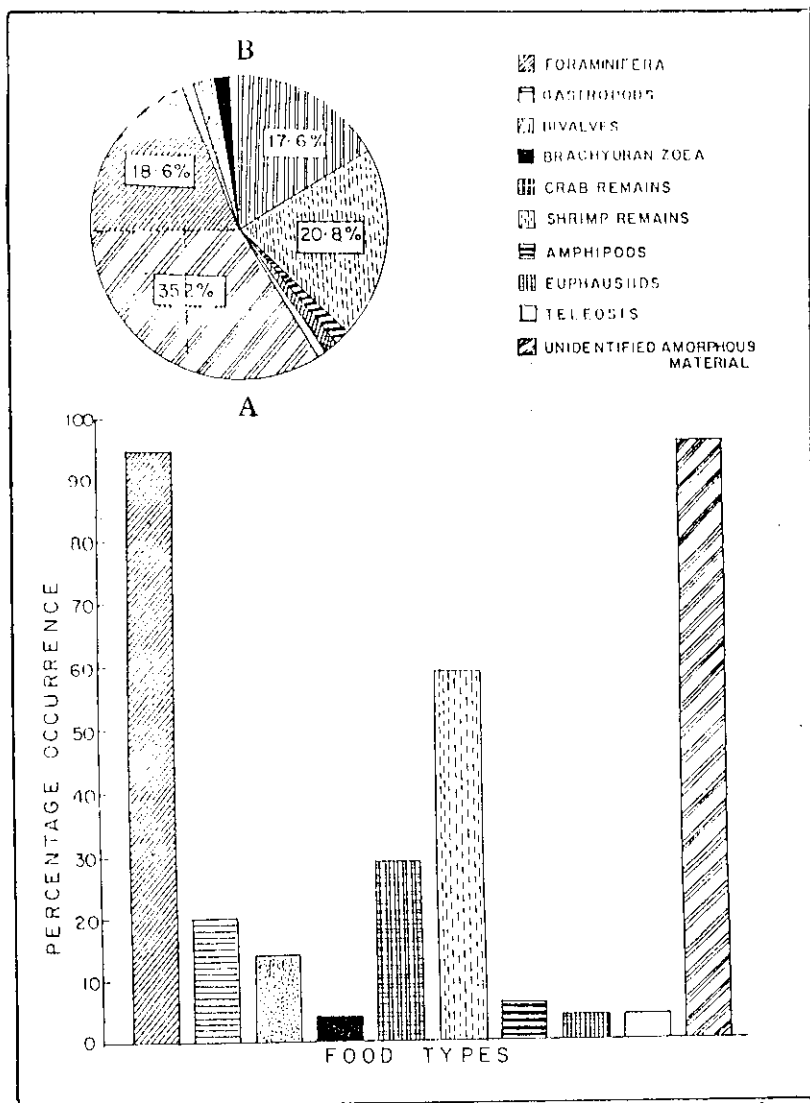 B
17·6%
18·6%
20·8%
35·2%
FORAMINIFERA
GASTROPODS
BIVALVES
BRACHYURAN ZOEA
CRAB REMAINS
SHRIMP REMAINS
AMPHIPODS
EUPHAUSIIDS
TELEOSTS
UNIDENTIFIED AMORPHOUS
MATERIAL
A
PERCENTAGE OCCURRENCE
100
90
80
70
60
50
40
30
20
10
0
FOOD TYPES